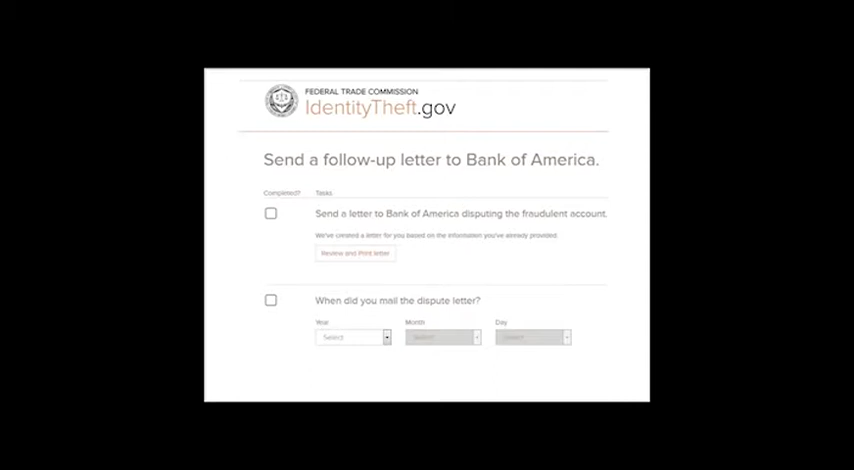 FEDERAL TRADE COMMISSION
IdentityTheft.gov
Send a follow-up letter to Bank of America.
Completed? Tasks
Send a letter to Bank of America disputing the fraudulent account.
We've created a letter for you based on the information you've already provided.
Review and Print letter
When did you mail the dispute letter?
Year Month Day
Select Select Select